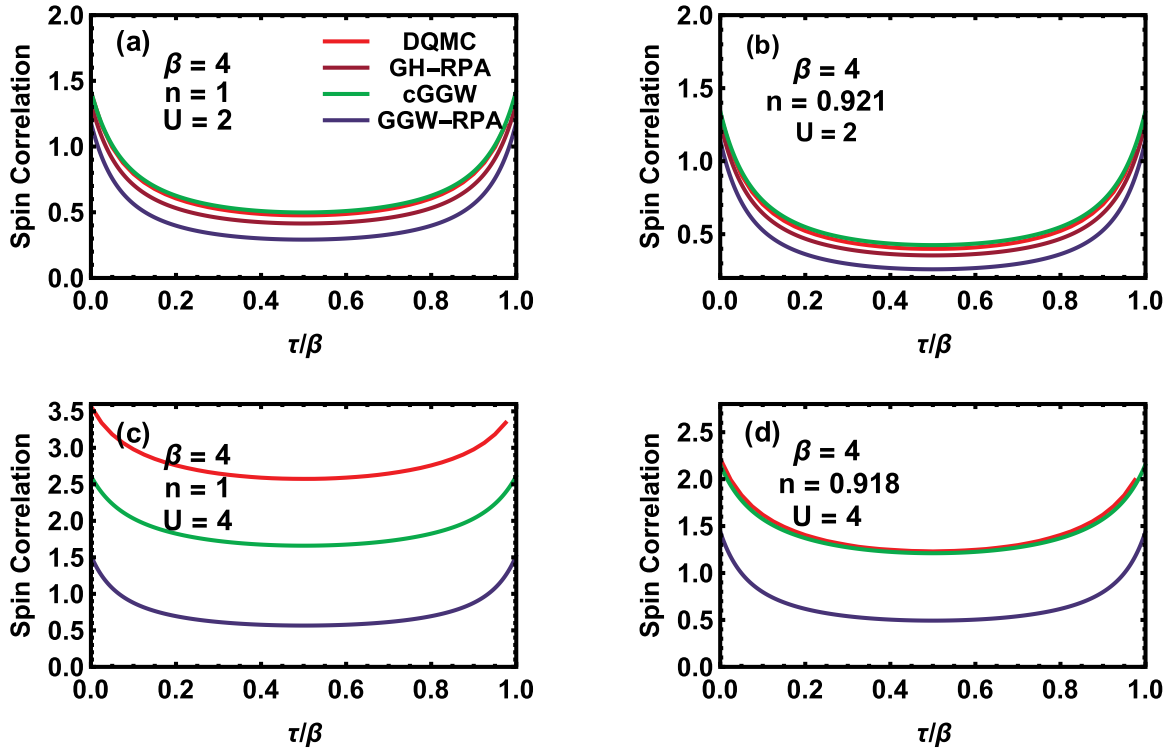 (a)
β = 4
n = 1
U = 2
DQMC
GH-RPA
cGGW
GGW-RPA
Spin Correlation
2.0
1.5
1.0
0.5
0.0
0.0 0.2 0.4 0.6 0.8 1.0
τ/β
(b)
β = 4
n = 0.921
U = 2
Spin Correlation
2.0
1.5
1.0
0.5
0.0 0.2 0.4 0.6 0.8 1.0
τ/β
(c)
β = 4
n = 1
U = 4
Spin Correlation
3.5
3.0
2.5
2.0
1.5
1.0
0.5
0.0
0.0 0.2 0.4 0.6 0.8 1.0
τ/β
(d)
β = 4
n = 0.918
U = 4
Spin Correlation
2.5
2.0
1.5
1.0
0.5
0.0
0.0 0.2 0.4 0.6 0.8 1.0
τ/β